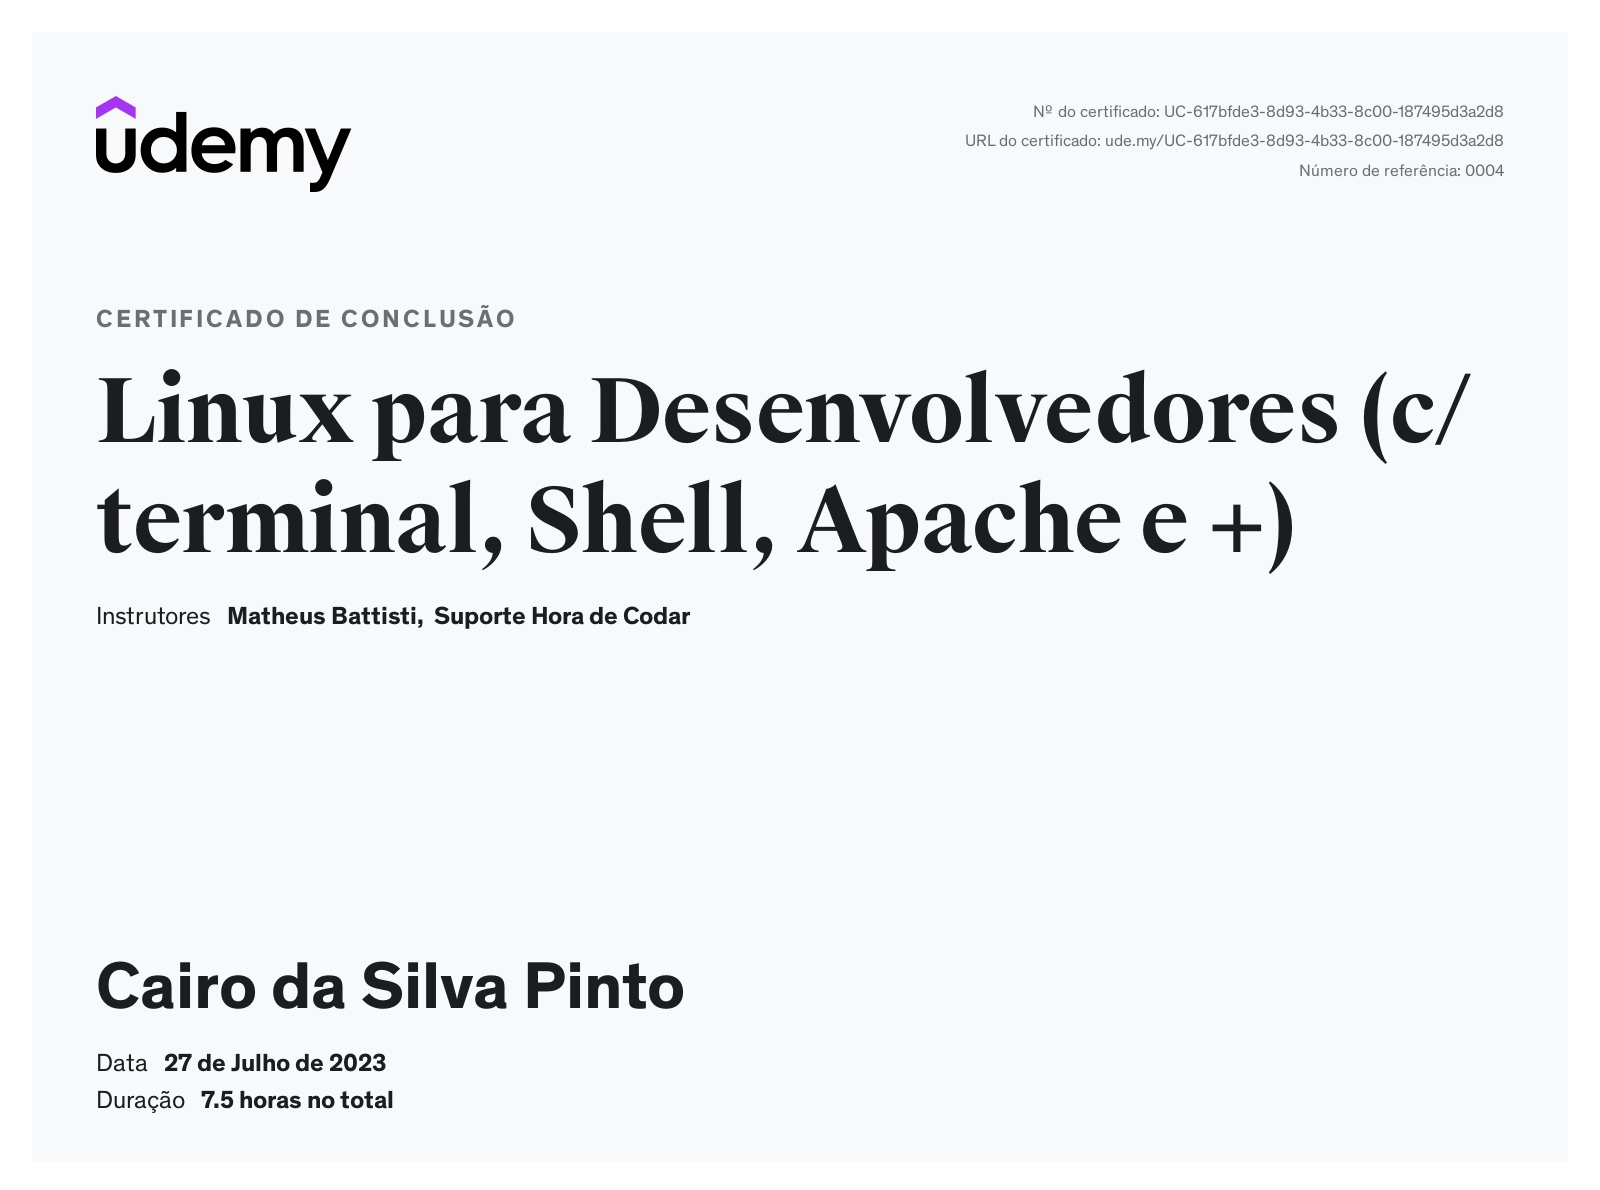 udemy
Nº do certificado: UC-617bfde3-8d93-4b33-8c00-187495d3a2d8
URL do certificado: ude.my/UC-617bfde3-8d93-4b33-8c00-187495d3a2d8
Número de referência: 0004
CERTIFICADO DE CONCLUSÃO
Linux para Desenvolvedores (c/
terminal, Shell, Apache e +)
Instrutores Matheus Battisti, Suporte Hora de Codar
Cairo da Silva Pinto
Data 27 de Julho de 2023
Duração 7.5 horas no total